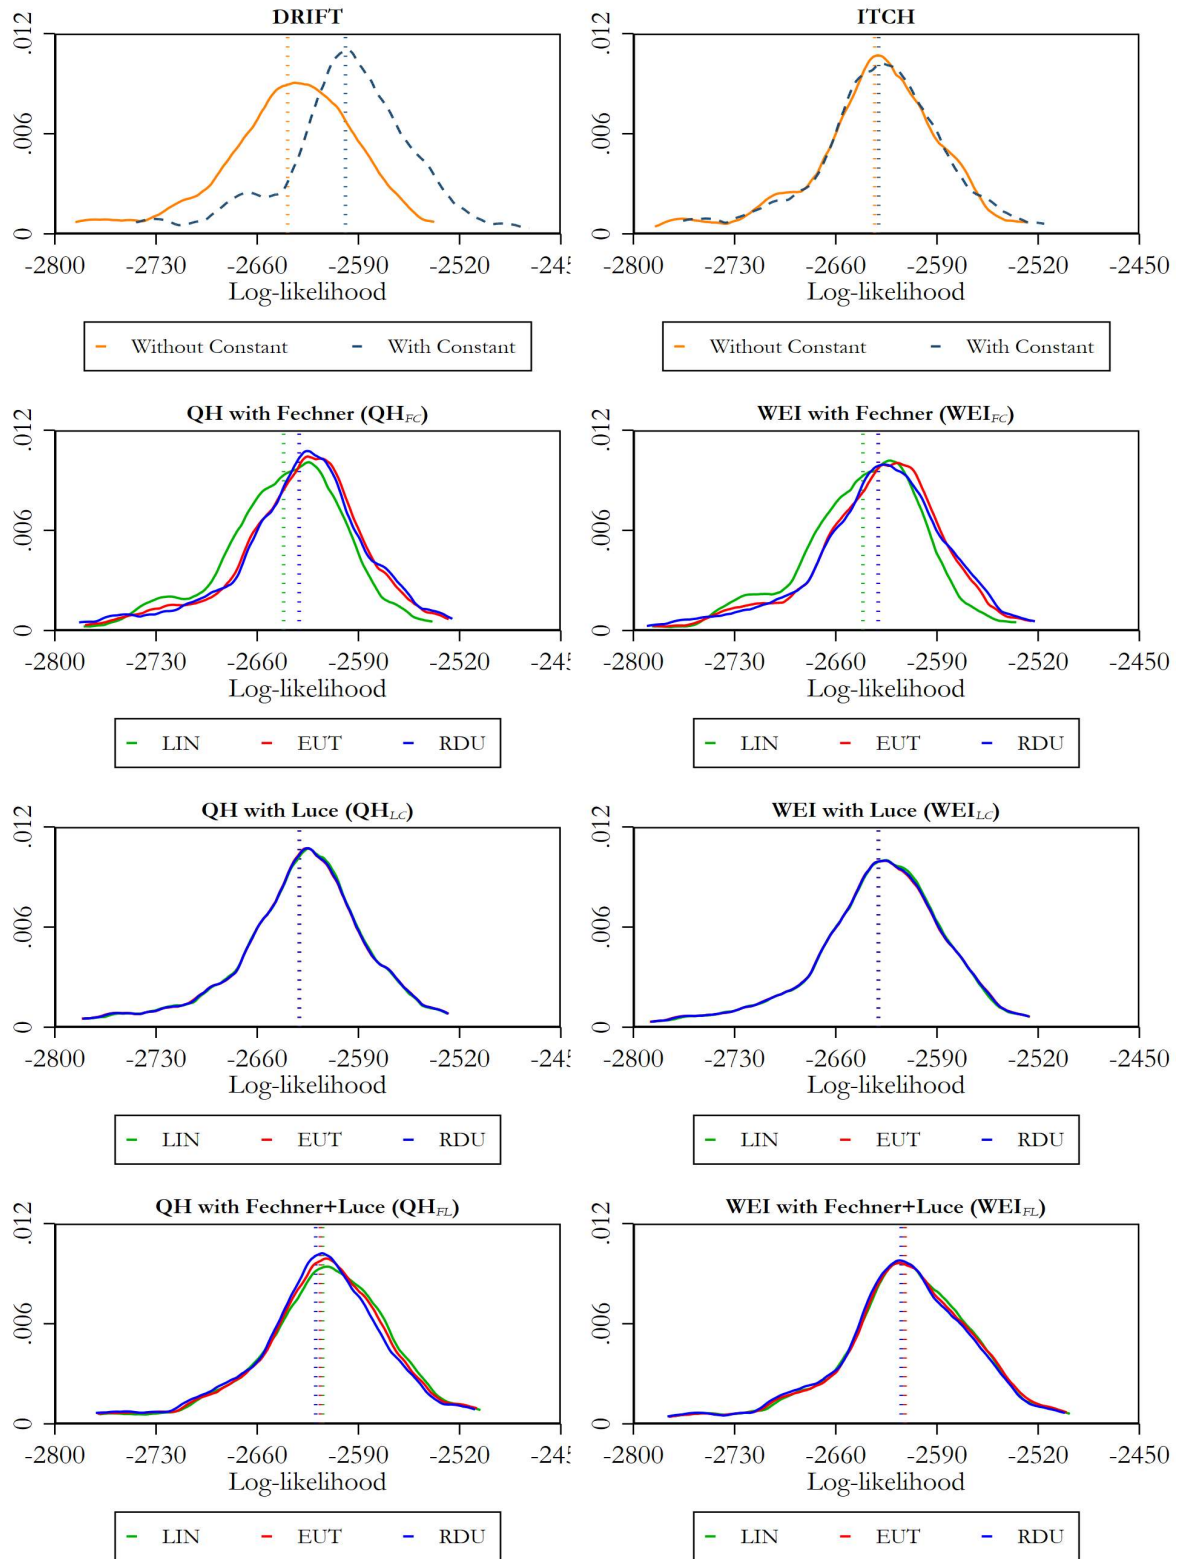 DRIFT
ITCH
.012
.006
0
-2800 -2730 -2660 -2590 -2520 -245
Log-likelihood
Without Constant With Constant
.012
.006
0
-2800 -2730 -2660 -2590 -2520 -2450
Log-likelihood
Without Constant With Constant
QH with Fechner (QHFC)
.012
.006
0
-2800 -2730 -2660 -2590 -2520 -245
Log-likelihood
LIN EUT RDU
WEI with Fechner (WEIFC)
.012
.006
0
-2800 -2730 -2660 -2590 -2520 -2450
Log-likelihood
LIN EUT RDU
QH with Luce (QHLC)
.012
.006
0
-2800 -2730 -2660 -2590 -2520 -245
Log-likelihood
LIN EUT RDU
WEI with Luce (WEILC)
.012
.006
0
-2800 -2730 -2660 -2590 -2520 -2450
Log-likelihood
LIN EUT RDU
QH with Fechner+Luce (QHFL)
.012
.006
0
-2800 -2730 -2660 -2590 -2520 -245
Log-likelihood
LIN EUT RDU
WEI with Fechner+Luce (WEIFL)
.012
.006
0
-2800 -2730 -2660 -2590 -2520 -2450
Log-likelihood
LIN EUT RDU